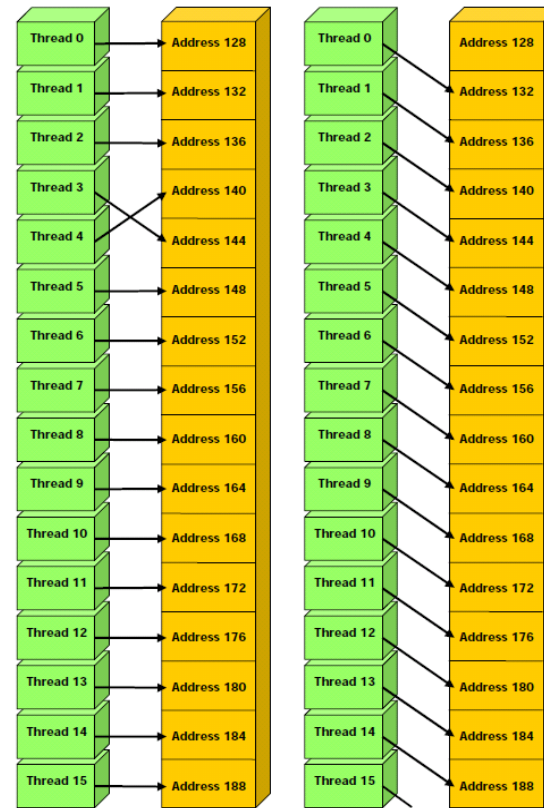 Thread 0 Address 128 Thread 0 Address 128
Thread 1 Address 132 Thread 1 Address 132
Thread 2 Address 136 Thread 2 Address 136
Thread 3 Address 140 Thread 3 Address 140
Thread 4 Address 144 Thread 4 Address 144
Thread 5 Address 148 Thread 5 Address 148
Thread 6 Address 152 Thread 6 Address 152
Thread 7 Address 156 Thread 7 Address 156
Thread 8 Address 160 Thread 8 Address 160
Thread 9 Address 164 Thread 9 Address 164
Thread 10 Address 168 Thread 10 Address 168
Thread 11 Address 172 Thread 11 Address 172
Thread 12 Address 176 Thread 12 Address 176
Thread 13 Address 180 Thread 13 Address 180
Thread 14 Address 184 Thread 14 Address 184
Thread 15 Address 188 Thread 15 Address 188